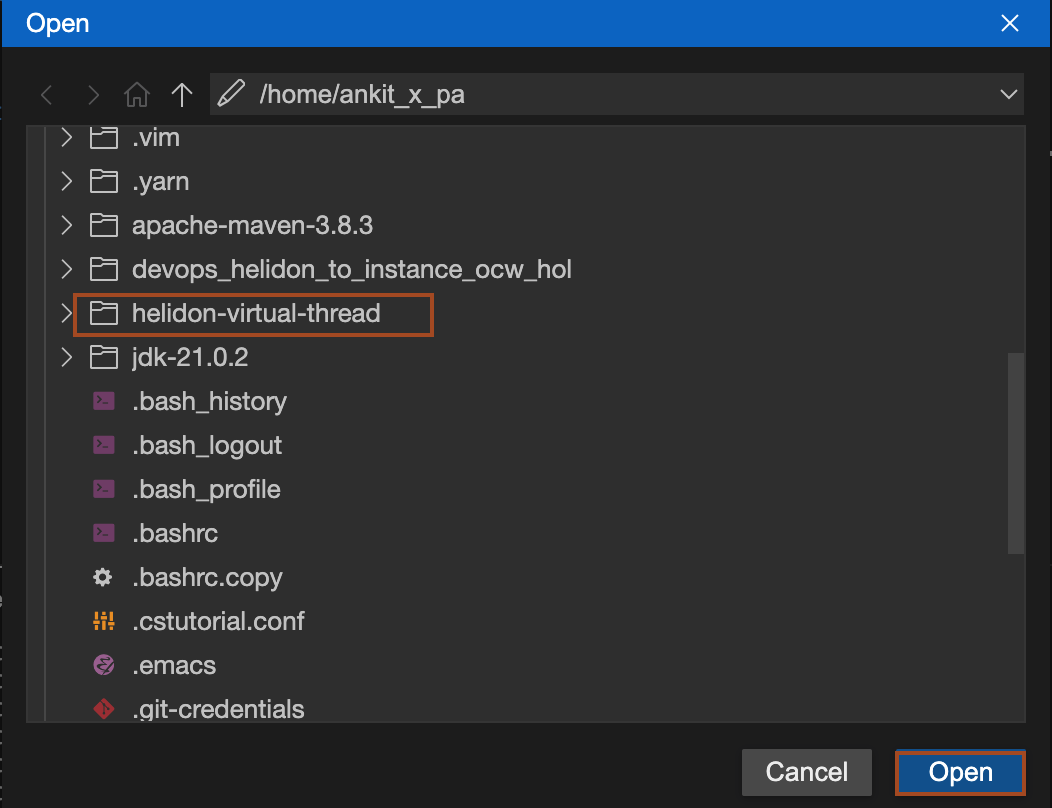 Open
/home/ankit_x_pa
.vim
.yarn
apache-maven-3.8.3
devops_helidon_to_instance_ocw_hol
helidon-virtual-thread
jdk-21.0.2
.bash_history
.bash_logout
.bash_profile
.bashrc
.bashrc.copy
.cstutorial.conf
.emacs
.git-credentials
Cancel
Open